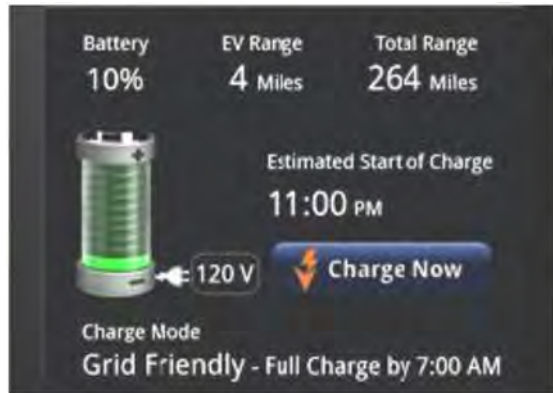 Battery EV Range Total Range
10% 4 Miles 264 Miles
+
Estimated Start of Charge
11:00 PM
120 V Charge Now
Charge Mode
Grid Friendly - Full Charge by 7:00 AM